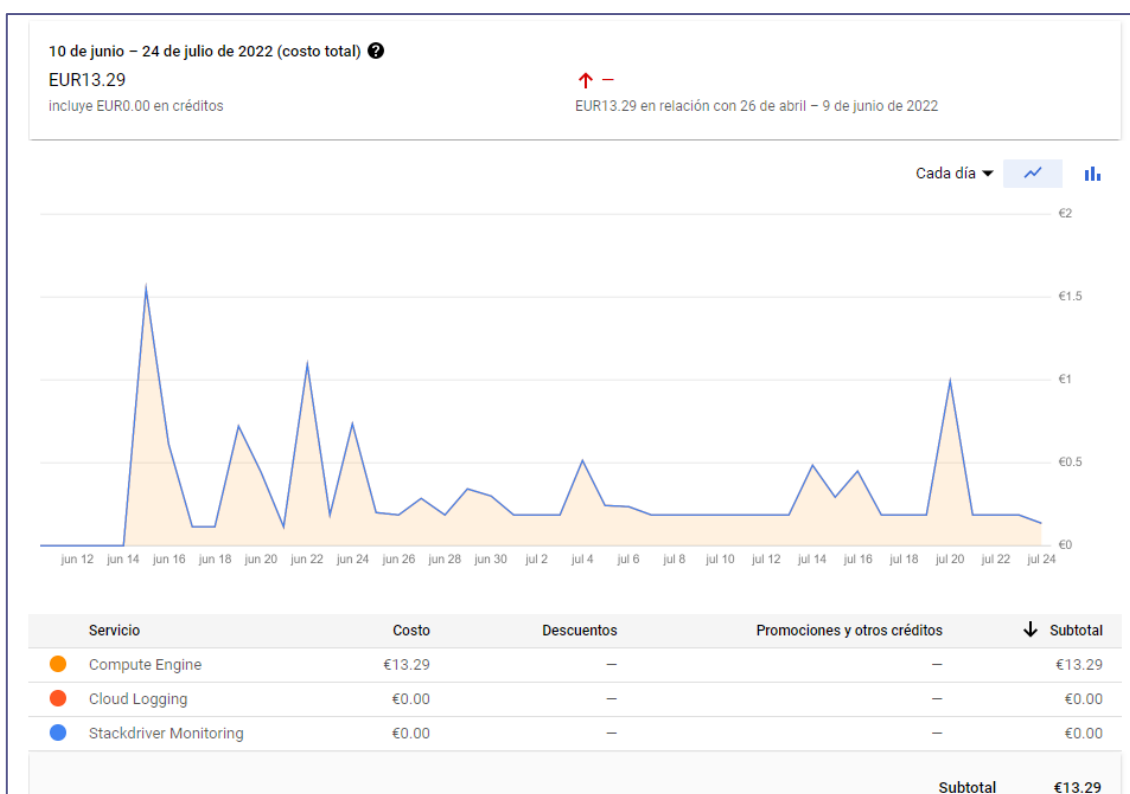 10 de junio – 24 de julio de 2022 (costo total) ?
EUR13.29
incluye EUR0.00 en créditos
↑ –
EUR13.29 en relación con 26 de abril – 9 de junio de 2022
Cada día
€2
€1.5
€1
€0.5
€0
jun 12 jun 14 jun 16 jun 18 jun 20 jun 22 jun 24 jun 26 jun 28 jun 30 jul 2 jul 4 jul 6 jul 8 jul 10 jul 12 jul 14 jul 16 jul 18 jul 20 jul 22 jul 24
Servicio Costo Descuentos Promociones y otros créditos ↓ Subtotal
Compute Engine €13.29 — — €13.29
Cloud Logging €0.00 — — €0.00
Stackdriver Monitoring €0.00 — — €0.00
Subtotal €13.29